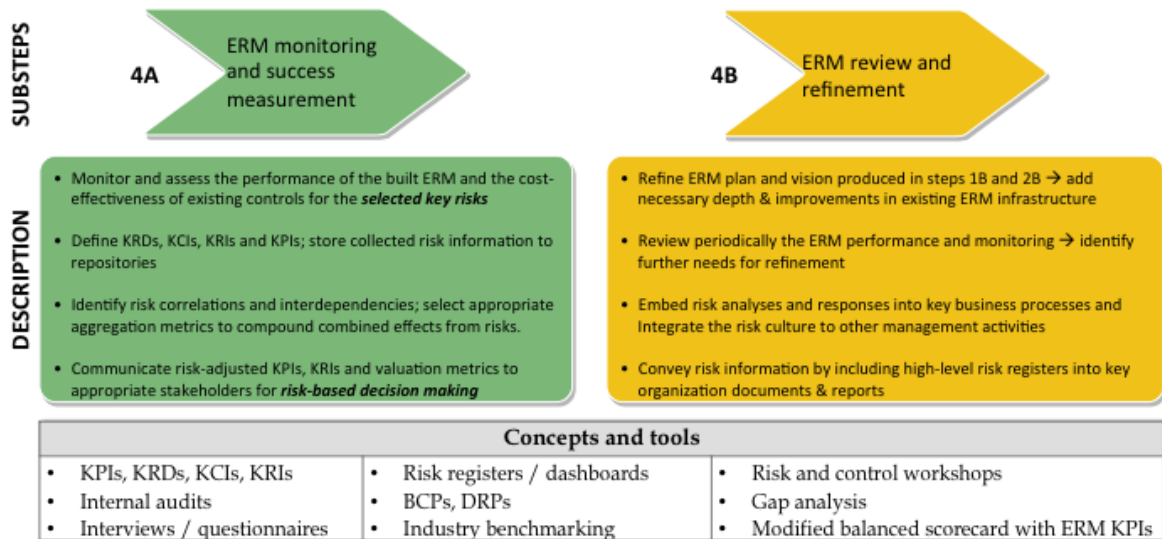 SUBSTEPS
4A
ERM monitoring
and success
measurement
4B
ERM review and
refinement
DESCRIPTION
• Monitor and assess the performance of the built ERM and the cost-
effectiveness of existing controls for the selected key risks
• Define KRDs, KCIs, KRIs and KPIs; store collected risk information to
repositories
• Identify risk correlations and interdependencies; select appropriate
aggregation metrics to compound combined effects from risks.
• Communicate risk-adjusted KPIs, KRIs and valuation metrics to
appropriate stakeholders for risk-based decision making
• Refine ERM plan and vision produced in steps 1B and 2B → add
necessary depth & improvements in existing ERM infrastructure
• Review periodically the ERM performance and monitoring → identify
further needs for refinement
• Embed risk analyses and responses into key business processes and
Integrate the risk culture to other management activities
• Convey risk information by including high-level risk registers into key
organization documents & reports
Concepts and tools
• KPIs, KRDs, KCIs, KRIs
• Internal audits
• Interviews / questionnaires
• Risk registers / dashboards
• BCPs, DRPs
• Industry benchmarking
• Risk and control workshops
• Gap analysis
• Modified balanced scorecard with ERM KPIs